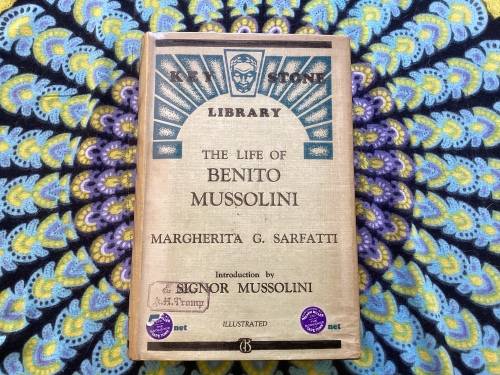 KEY STONE
LIBRARY
THE LIFE OF
BENITO
MUSSOLINI
MARGHERITA G. SARFATTI
Introduction by
SIGNOR MUSSOLINI
net
ILLUSTRATED
net